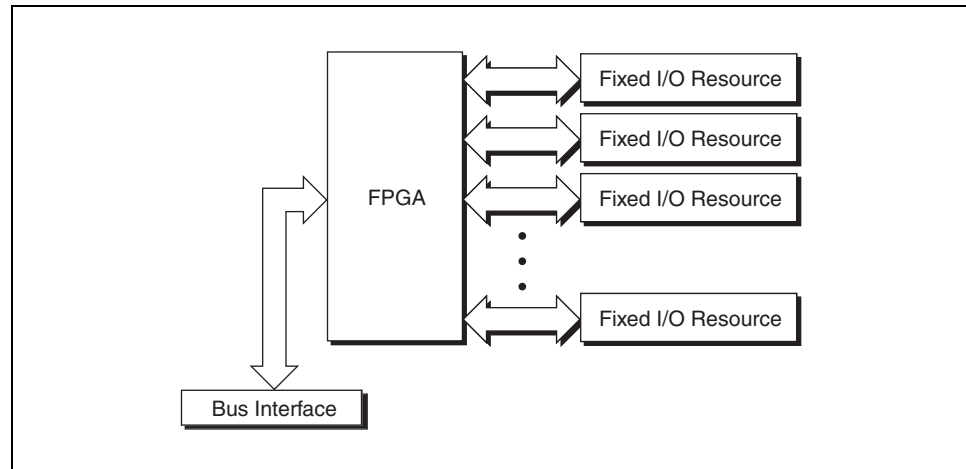 Fixed I/O Resource
Fixed I/O Resource
FPGA
Fixed I/O Resource
Fixed I/O Resource
Bus Interface